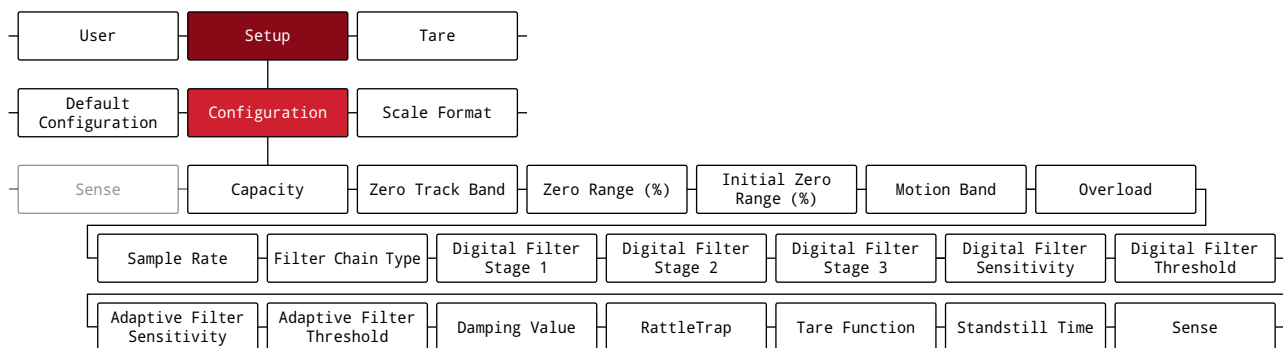 User
Setup
Tare
Default
Configuration
Configuration
Scale Format
Sense
Capacity
Zero Track Band
Zero Range (%)
Initial Zero
Range (%)
Motion Band
Overload
Sample Rate
Filter Chain Type
Digital Filter
Stage 1
Digital Filter
Stage 2
Digital Filter
Stage 3
Digital Filter
Sensitivity
Digital Filter
Threshold
Adaptive Filter
Sensitivity
Adaptive Filter
Threshold
Damping Value
RattleTrap
Tare Function
Standstill Time
Sense